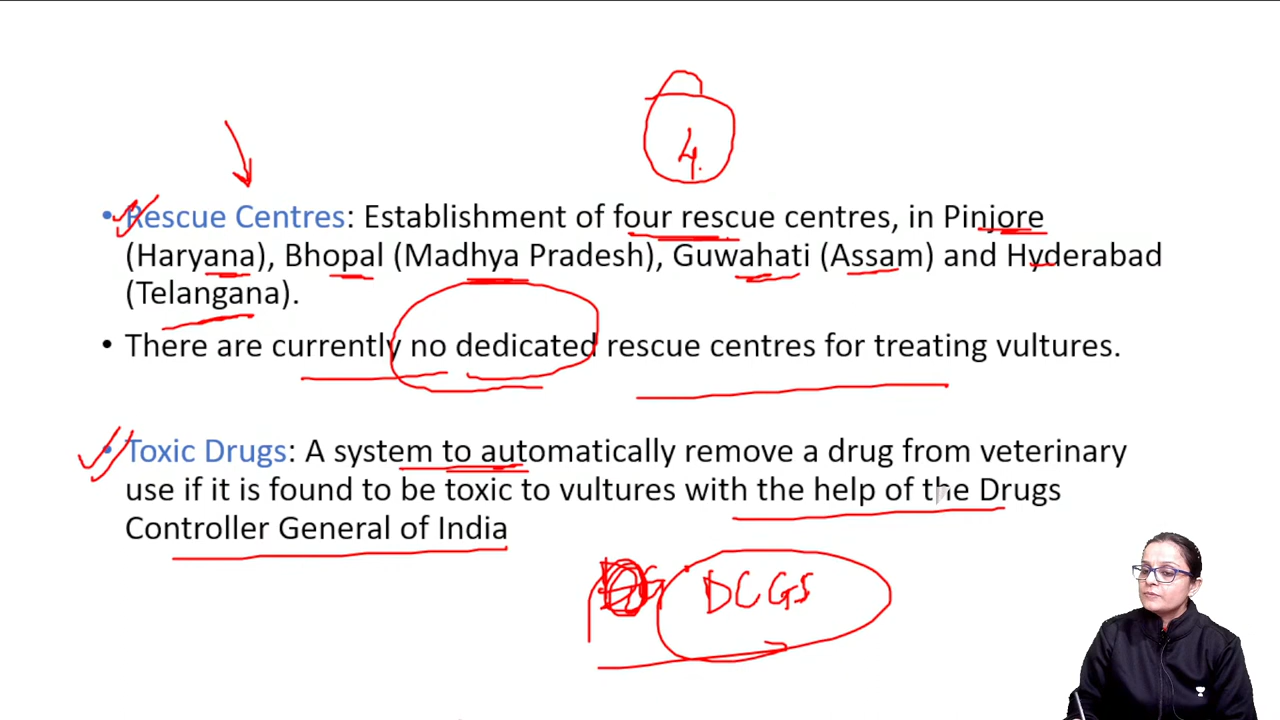 4.
• Rescue Centres: Establishment of four rescue centres, in Pinjore
(Haryana), Bhopal (Madhya Pradesh), Guwahati (Assam) and Hyderabad
(Telangana).
• There are currently no dedicated rescue centres for treating vultures.
• Toxic Drugs: A system to automatically remove a drug from veterinary
use if it is found to be toxic to vultures with the help of the Drugs
Controller General of India
DCGS